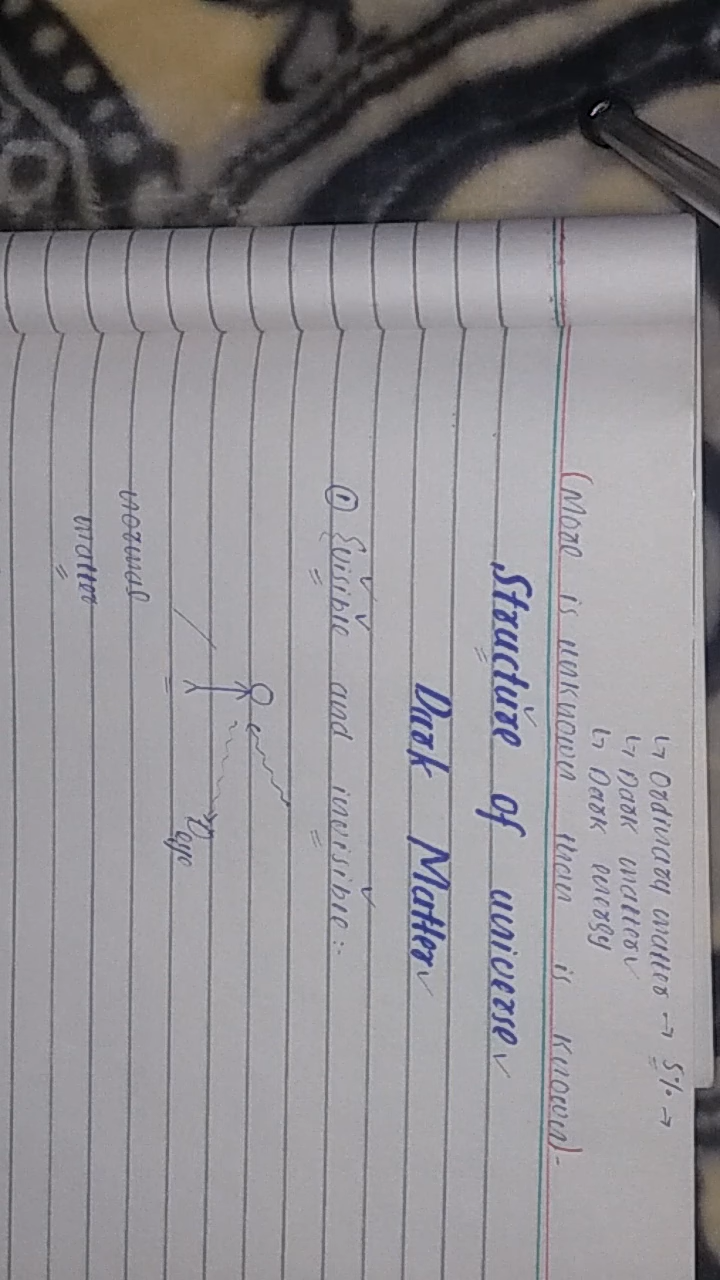 ↳ Ordinary matter → 5% →
↳ Dark matter ✓
↳ Dark energy
(More is unknown than is known)-
Structure of universe ✓
Dark Matter ✓
① {visible and invisible :-
eye
normal
matter